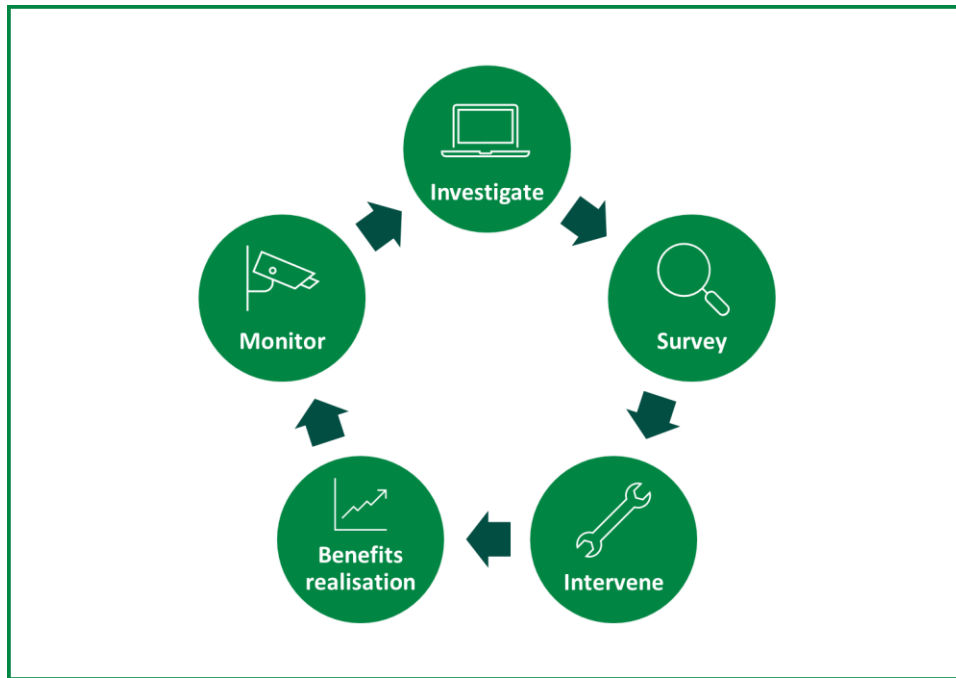 Investigate
Survey
Intervene
Benefits
realisation
Monitor